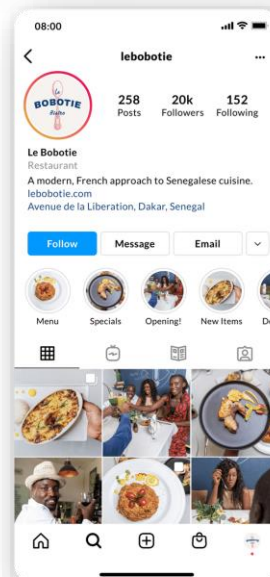 08:00
lebobotie
Le
BOBOTIE
Bistro
258 20k 152
Posts Followers Following
Le Bobotie
Restaurant
A modern, French approach to Senegalese cuisine.
lebobotie.com
Avenue de la Liberation, Dakar, Senegal
Follow Message Email
Menu Specials Opening! New Items